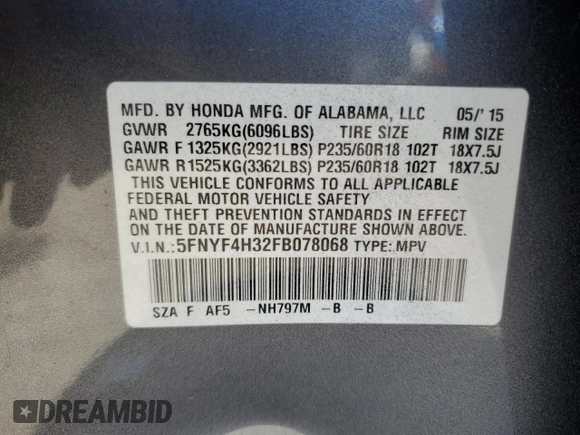 MFD. BY HONDA MFG. OF ALABAMA, LLC 05/'15
GVWR 2765KG(6096LBS) TIRE SIZE RIM SIZE
GAWR F 1325KG(2921LBS) P235/60R18 102T 18X7.5J
GAWR R 1525KG(3362LBS) P235/60R18 102T 18X7.5J
THIS VEHICLE CONFORMS TO ALL APPLICABLE
FEDERAL MOTOR VEHICLE SAFETY
AND THEFT PREVENTION STANDARDS IN EFFECT
ON THE DATE OF MANUFACTURE SHOWN ABOVE.
V.I.N.:5FNYF4H32FB078068 TYPE: MPV
SZA F AF5 -NH797M -B -B
DREAMBID